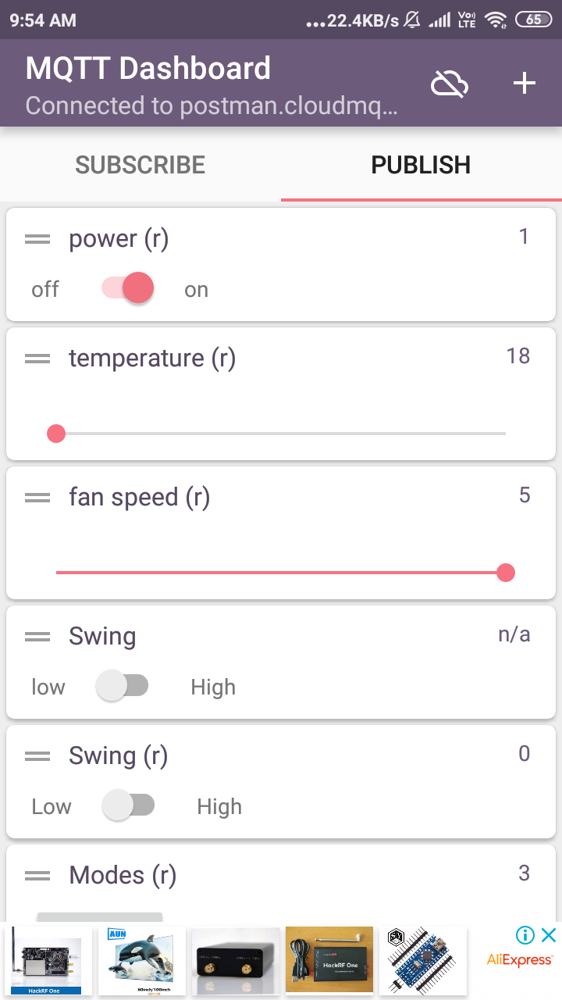 9:54 AM
...22.4KB/s Vo)) LTE 65
MQTT Dashboard
Connected to postman.cloudmq...
SUBSCRIBE PUBLISH
power (r) 1
off on
temperature (r) 18
fan speed (r) 5
Swing n/a
low High
Swing (r) 0
Low High
Modes (r) 3
HackRF One
AUN
60inch/100inch
HackRF One
AliExpress